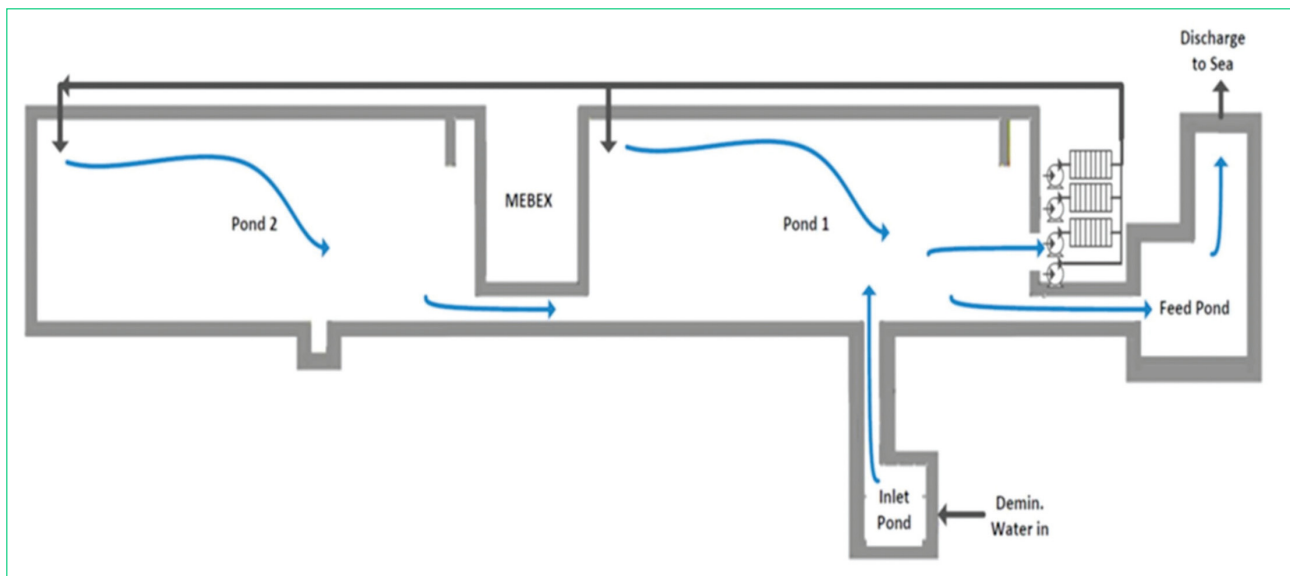 Discharge
to Sea
MEBEX
Pond 2
Pond 1
Feed Pond
Inlet
Pond
Demin.
Water in